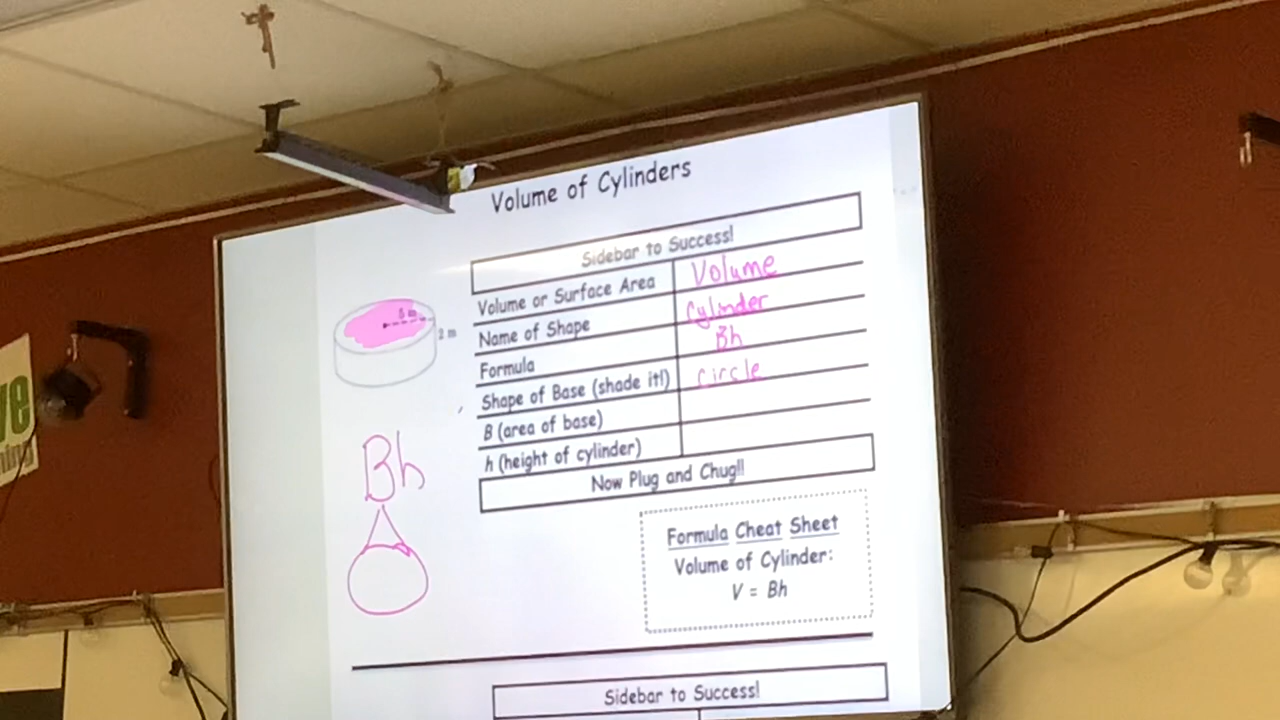 Volume of Cylinders
Sidebar to Success!
Volume or Surface Area Volume
Name of Shape Cylinder
Formula Bh
Shape of Base (shade it!) Circle
B (area of base)
h (height of cylinder)
Now Plug and Chug!!
m
2 m
Bh
Formula Cheat Sheet
Volume of Cylinder:
V = Bh
Sidebar to Success!